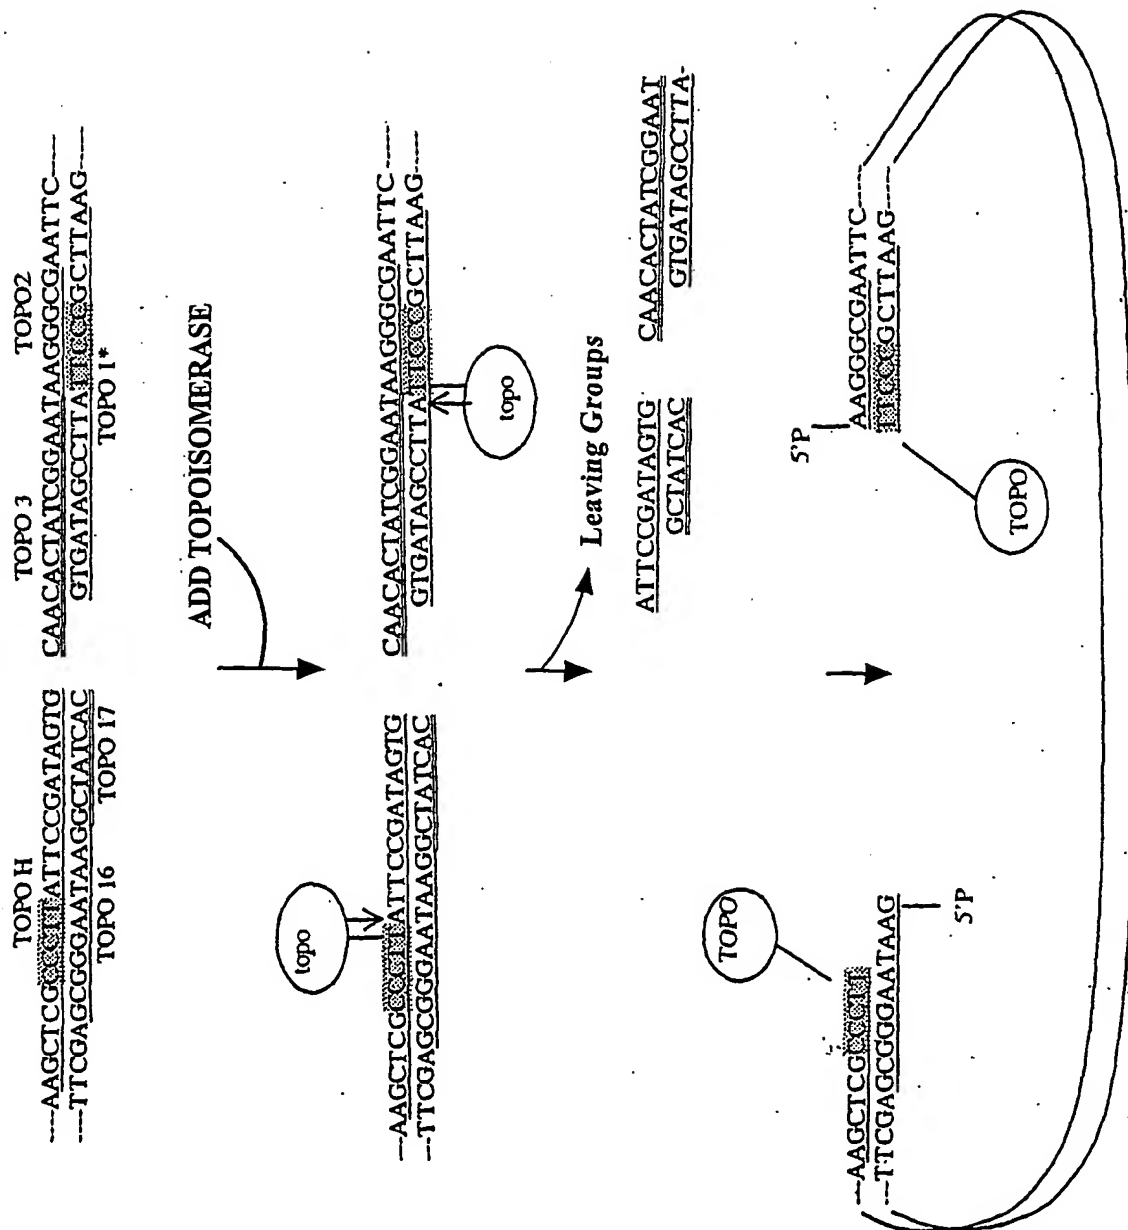 TOPO H TOPO 3 TOPO2
----AAGCTCGCCCTTATTCCGATAGTG CAACACTATCGGAATAAGGGCGAATTC-----
----TTCGAGCGGGAATAAGGCTATCAC GTGATAGCCTTATTCCCGCTTAAG-----
TOPO 16 TOPO 17 TOPO 1*
ADD TOPOISOMERASE
topo
---AAGCTCGCCCTTATTCCGATAGTG CAACACTATCGGAATAAGGGCGAATTC-----
---TTCGAGCGGGAATAAGGCTATCAC GTGATAGCCTTATTCCCGCTTAAG-----
topo
Leaving Groups
ATTCCGATAGTG CAACACTATCGGAAT
GCTATCAC GTGATAGCCTTA-
TOPO 5'P
---AAGCTCGCCCTT AAGGGCGAATTC-----
---TTCGAGCGGGAATAAG TTCCCGCTTAAG-----
5'P TOPO